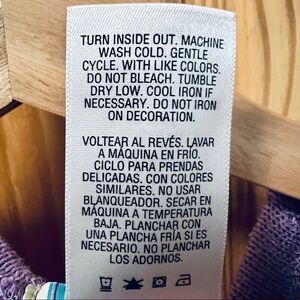 TURN INSIDE OUT. MACHINE
WASH COLD. GENTLE
CYCLE. WITH LIKE COLORS.
DO NOT BLEACH. TUMBLE
DRY LOW. COOL IRON IF
NECESSARY. DO NOT IRON
ON DECORATION.
VOLTEAR AL REVÉS. LAVAR
A MÁQUINA EN FRÍO.
CICLO PARA PRENDAS
DELICADAS. CON COLORES
SIMILARES. NO USAR
BLANQUEADOR. SECAR EN
MÁQUINA A TEMPERATURA
BAJA. PLANCHAR CON
UNA PLANCHA FRÍA SI ES
NECESARIO. NO PLANCHAR
LOS ADORNOS.